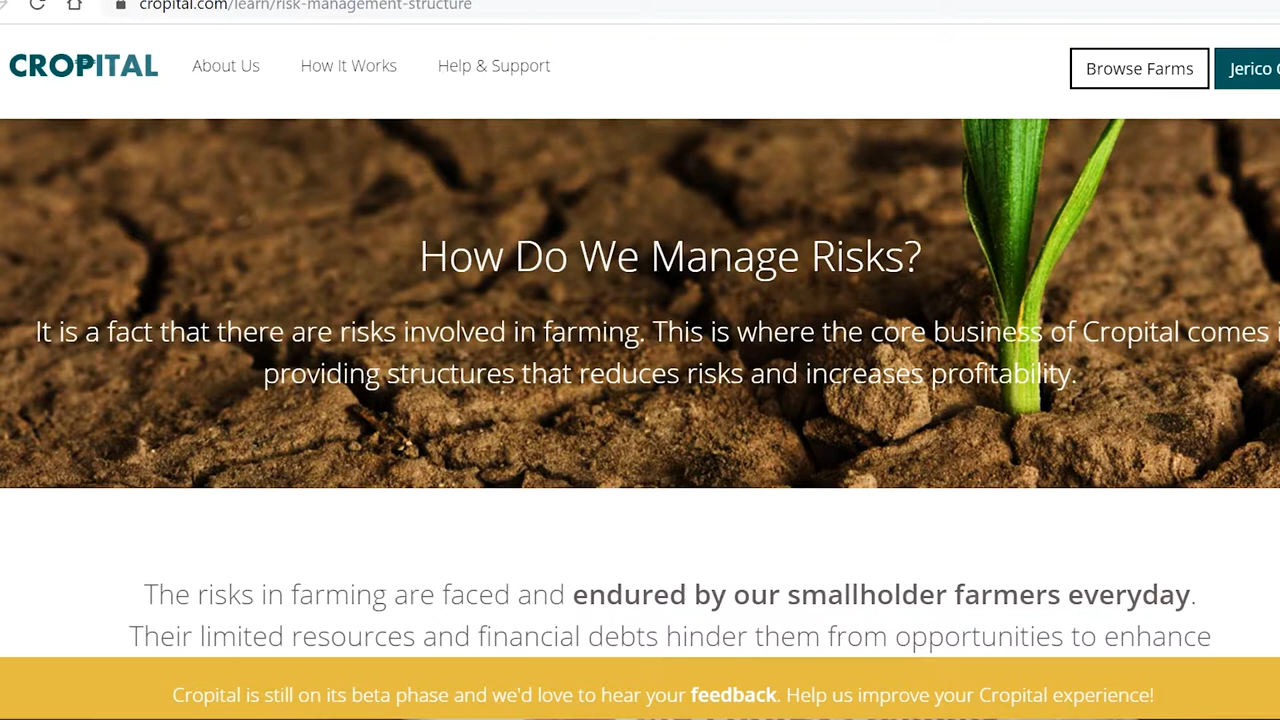 cropital.com/learn/risk-management-structure
CROPITAL About Us How It Works Help & Support Browse Farms Jerico
How Do We Manage Risks?
It is a fact that there are risks involved in farming. This is where the core business of Cropital comes
providing structures that reduces risks and increases profitability.
The risks in farming are faced and endured by our smallholder farmers everyday.
Their limited resources and financial debts hinder them from opportunities to enhance
Cropital is still on its beta phase and we'd love to hear your feedback. Help us improve your Cropital experience!